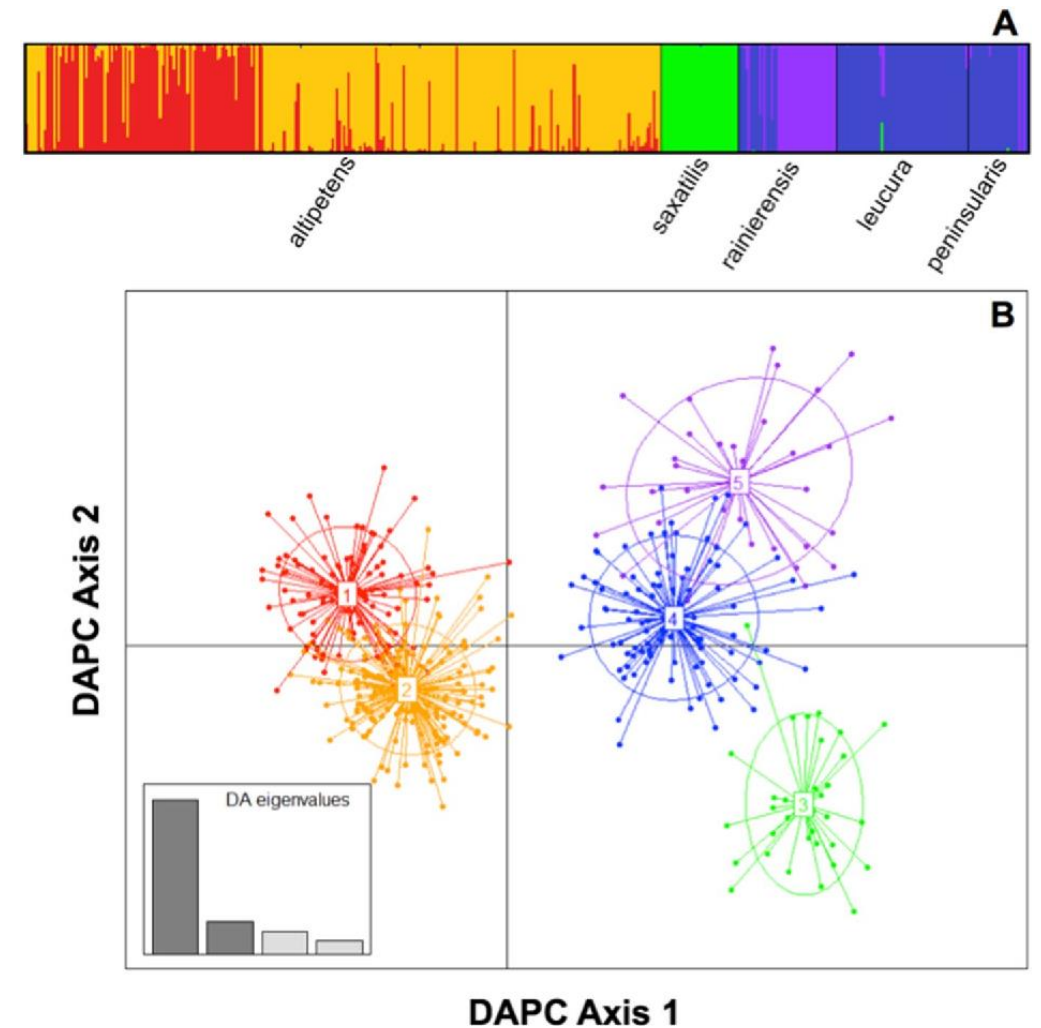 A
altipetens
saxatilis
rainierensis
leucura
peninsularis
B
5
1
4
2
3
DAPC Axis 2
DA eigenvalues
DAPC Axis 1